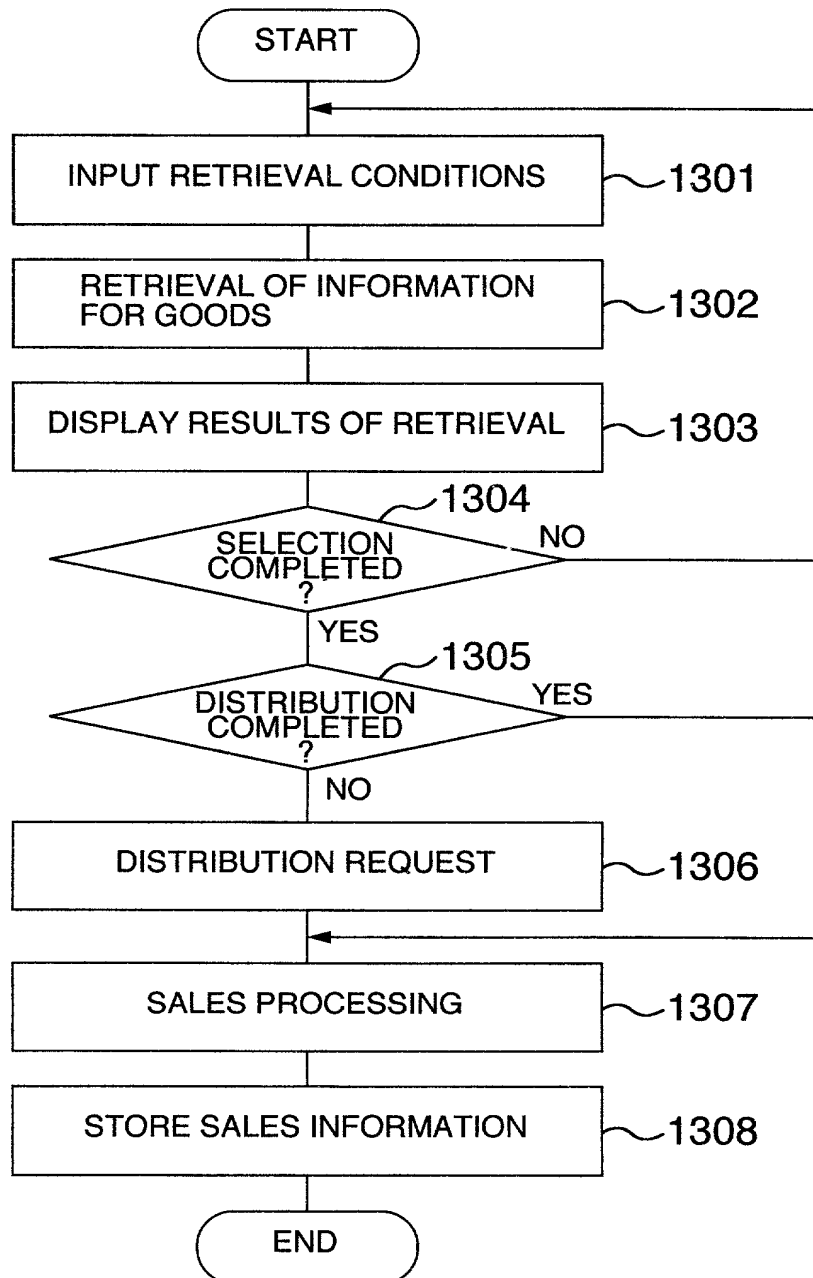 START
INPUT RETRIEVAL CONDITIONS
1301
RETRIEVAL OF INFORMATION
FOR GOODS
1302
DISPLAY RESULTS OF RETRIEVAL
1303
1304
SELECTION
COMPLETED
?
NO
YES
1305
DISTRIBUTION
COMPLETED
?
YES
NO
DISTRIBUTION REQUEST
1306
SALES PROCESSING
1307
STORE SALES INFORMATION
1308
END